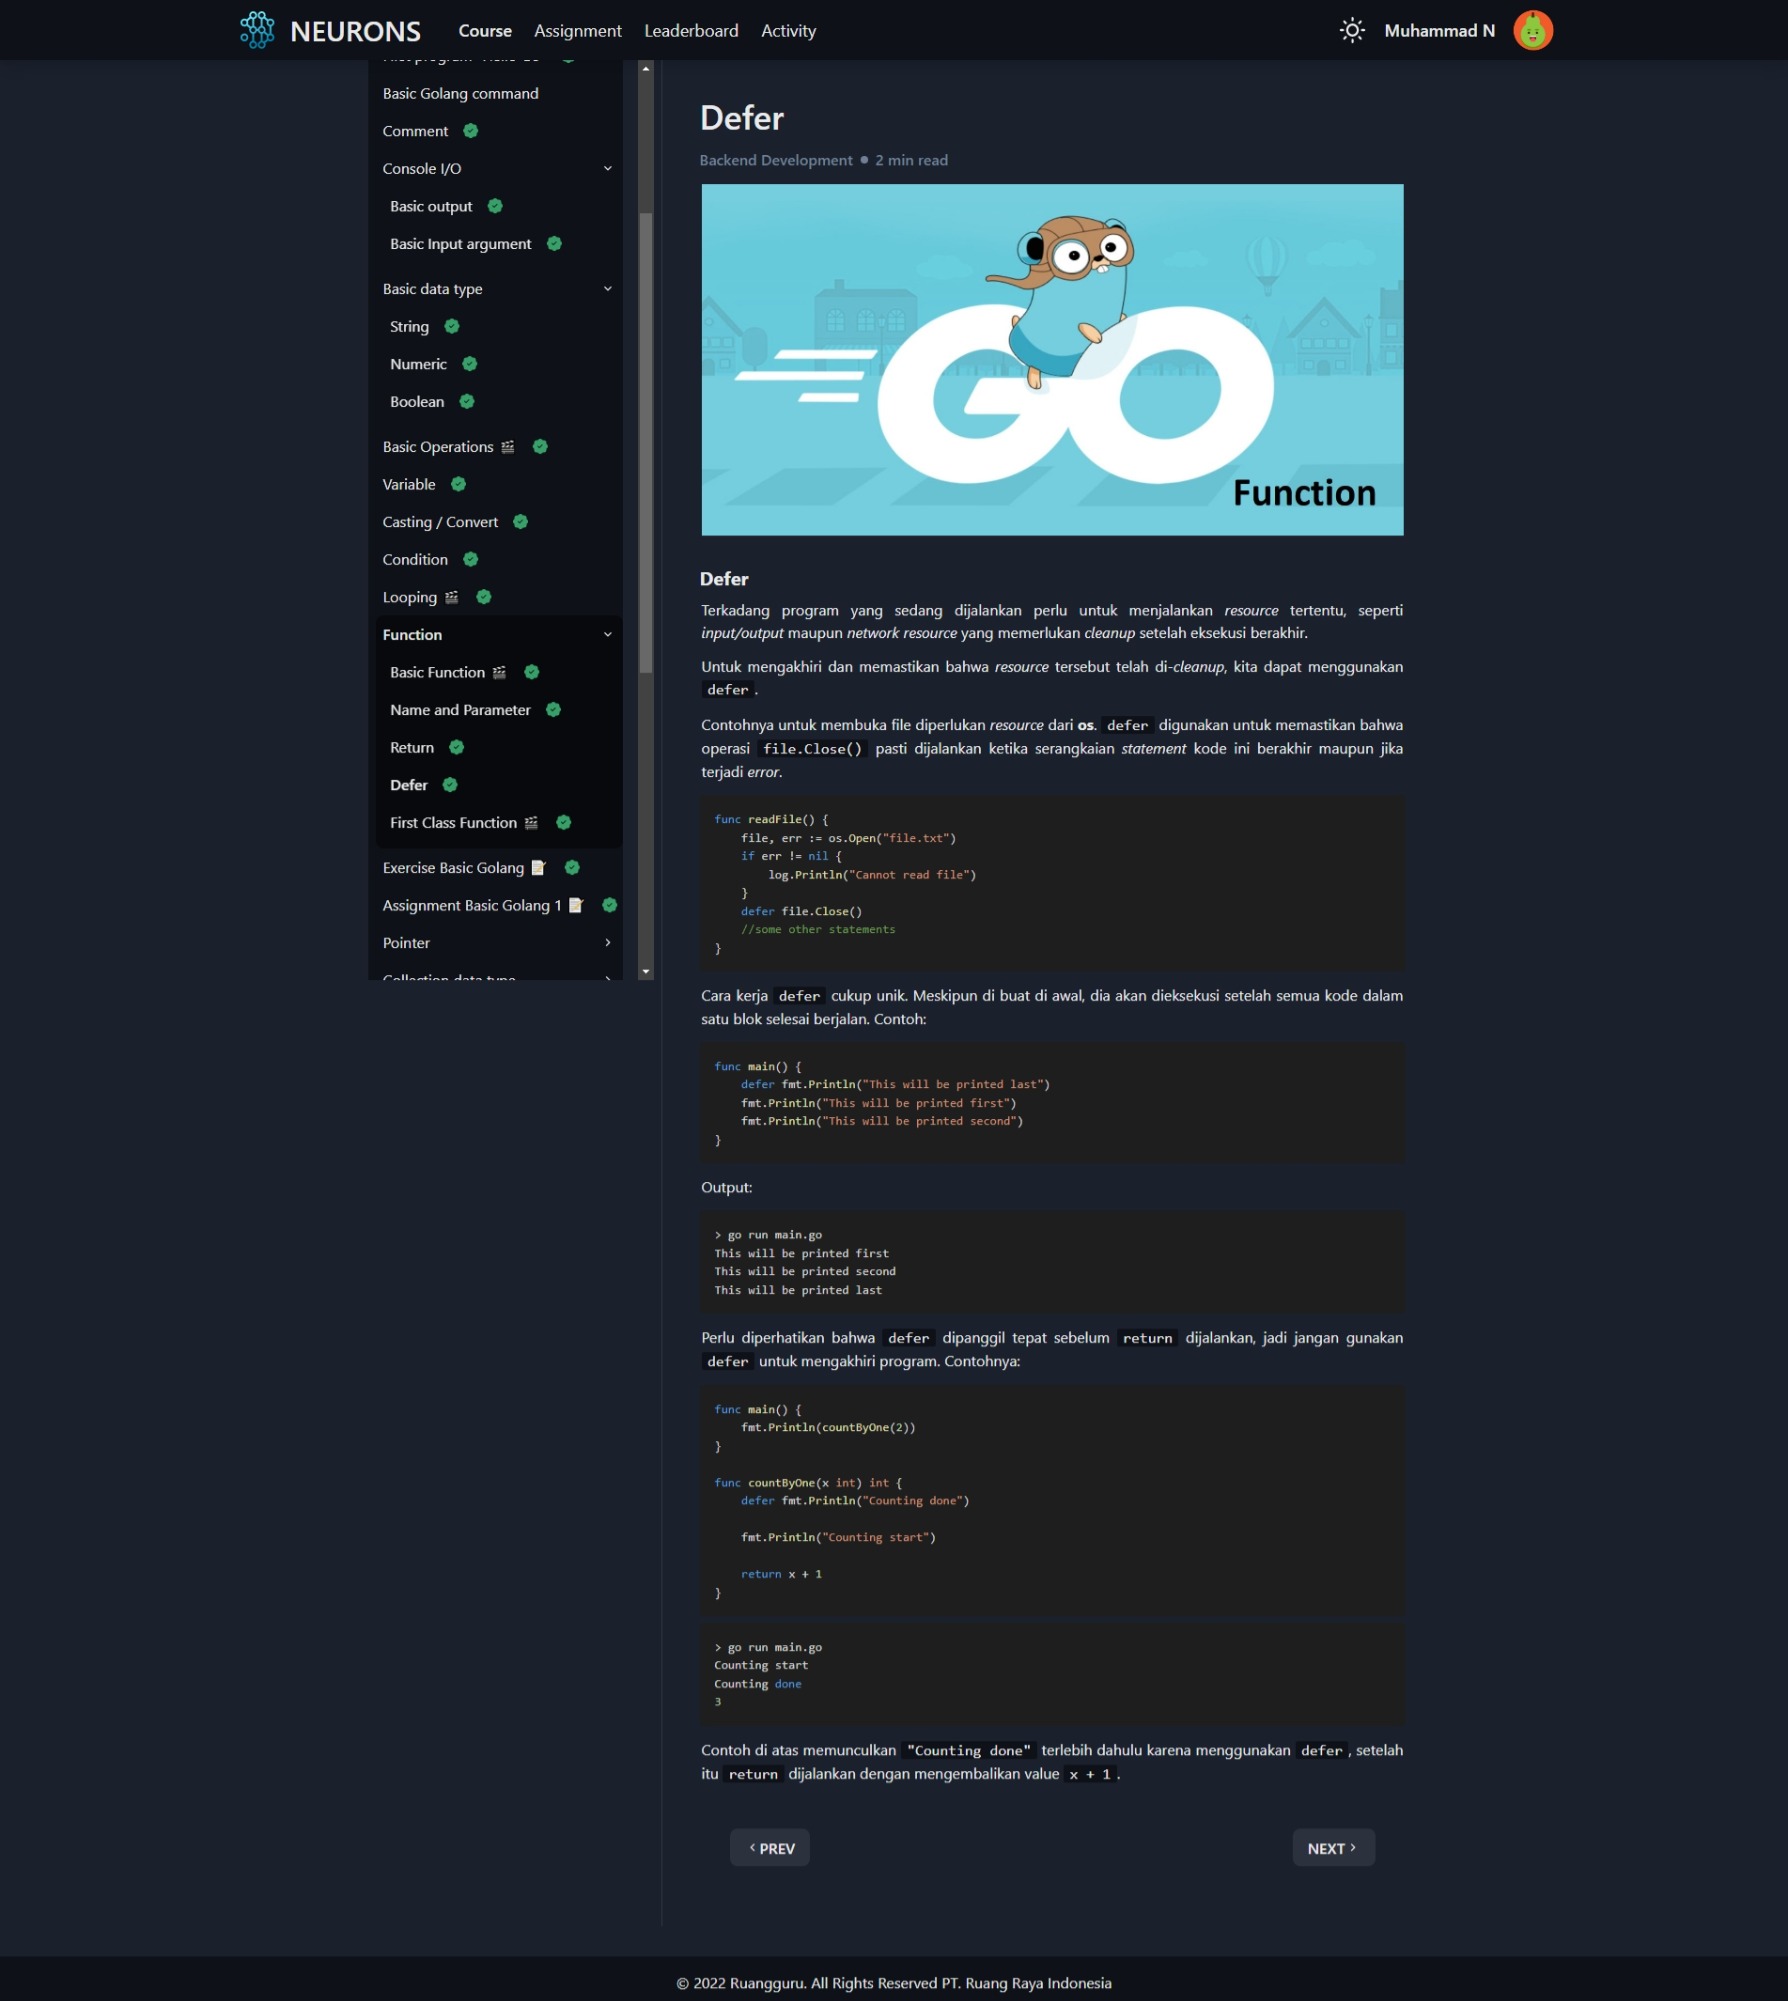 NEURONS
Course
Assignment
Leaderboard
Activity
Muhammad N
Basic Golang command
Comment
Console I/O
Basic output
Basic Input argument
Basic data type
String
Numeric
Boolean
Basic Operations 🎬
Variable
Casting / Convert
Condition
Looping 🎬
Function
Basic Function 🎬
Name and Parameter
Return
Defer
First Class Function 🎬
Exercise Basic Golang 📝
Assignment Basic Golang 1 📝
Pointer
Collection data type
Defer
Backend Development • 2 min read
GO
Function
Defer
Terkadang program yang sedang dijalankan perlu untuk menjalankan resource tertentu, seperti
input/output maupun network resource yang memerlukan cleanup setelah eksekusi berakhir.
Untuk mengakhiri dan memastikan bahwa resource tersebut telah di-cleanup, kita dapat menggunakan
defer .
Contohnya untuk membuka file diperlukan resource dari os. defer digunakan untuk memastikan bahwa
operasi file.Close() pasti dijalankan ketika serangkaian statement kode ini berakhir maupun jika
terjadi error.
func readFile() {
    file, err := os.Open("file.txt")
    if err != nil {
        log.Println("Cannot read file")
    }
    defer file.Close()
    //some other statements
}
Cara kerja defer cukup unik. Meskipun di buat di awal, dia akan dieksekusi setelah semua kode dalam
satu blok selesai berjalan. Contoh:
func main() {
    defer fmt.Println("This will be printed last")
    fmt.Println("This will be printed first")
    fmt.Println("This will be printed second")
}
Output:
> go run main.go
This will be printed first
This will be printed second
This will be printed last
Perlu diperhatikan bahwa defer dipanggil tepat sebelum return dijalankan, jadi jangan gunakan
defer untuk mengakhiri program. Contohnya:
func main() {
    fmt.Println(countByOne(2))
}
func countByOne(x int) int {
    defer fmt.Println("Counting done")
    fmt.Println("Counting start")
    return x + 1
}
> go run main.go
Counting start
Counting done
3
Contoh di atas memunculkan "Counting done" terlebih dahulu karena menggunakan defer , setelah
itu return dijalankan dengan mengembalikan value x + 1 .
‹ PREV
NEXT ›
© 2022 Ruangguru. All Rights Reserved PT. Ruang Raya Indonesia